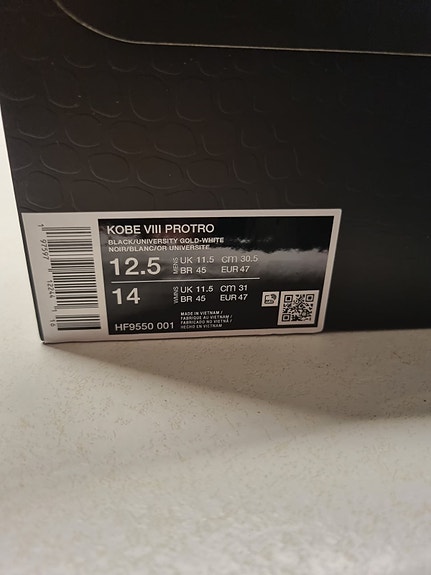 KOBE VIII PROTRO
BLACK/UNIVERSITY GOLD-WHITE
NOIR/BLANC/OR UNIVERSITE
12.5 MENS UK 11.5 cm 30.5
BR 45 EUR 47
14 WMNS UK 11.5 cm 31
BR 45 EUR 47
HF9550 001
MADE IN VIETNAM /
FABRIQUE AU VIETNAM /
FABRICADO NO VIETNÃ /
HECHO EN VIETNAM